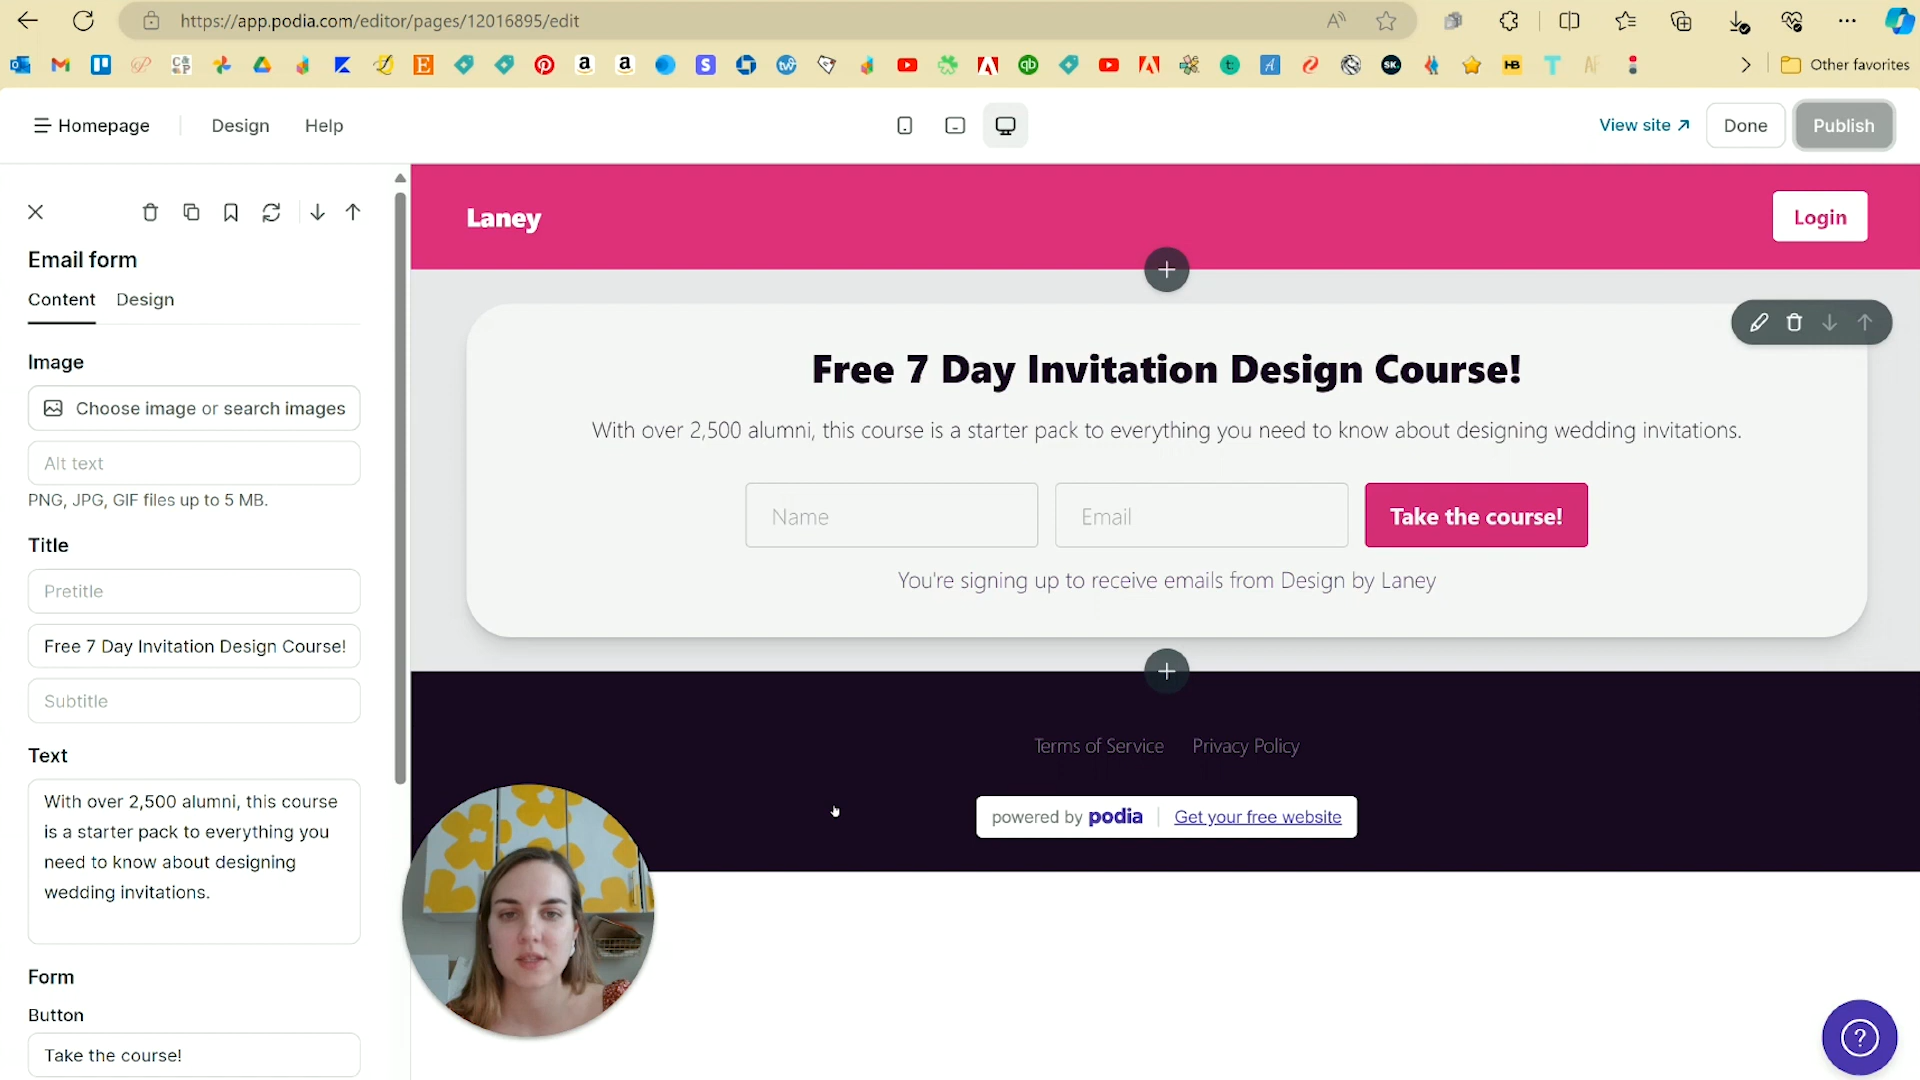 https://app.podia.com/editor/pages/12016895/edit
Other favorites
Homepage
Design
Help
View site
Done
Publish
Email form
Content
Design
Image
Choose image or search images
Alt text
PNG, JPG, GIF files up to 5 MB.
Title
Pretitle
Free 7 Day Invitation Design Course!
Subtitle
Text
With over 2,500 alumni, this course
is a starter pack to everything you
need to know about designing
wedding invitations.
Form
Button
Take the course!
Laney
Login
Free 7 Day Invitation Design Course!
With over 2,500 alumni, this course is a starter pack to everything you need to know about designing wedding invitations.
Name
Email
Take the course!
You're signing up to receive emails from Design by Laney
Terms of Service
Privacy Policy
powered by podia
Get your free website